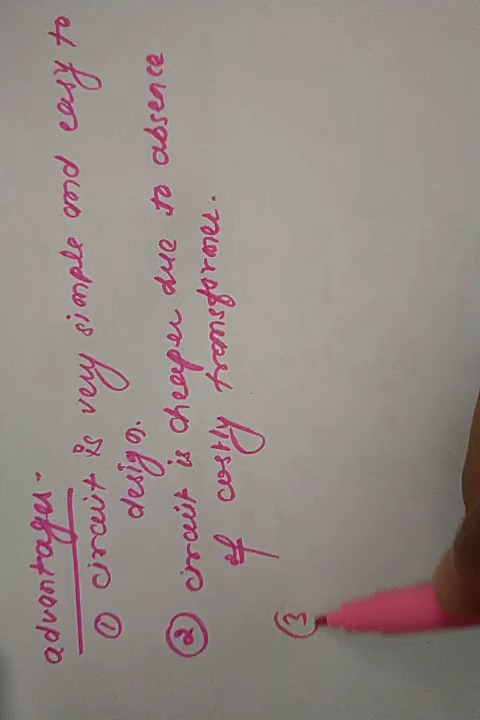 advantages.
① circuit is very simple and easy to
design.
② circuit is cheaper due to absence
of costly transformer.
③